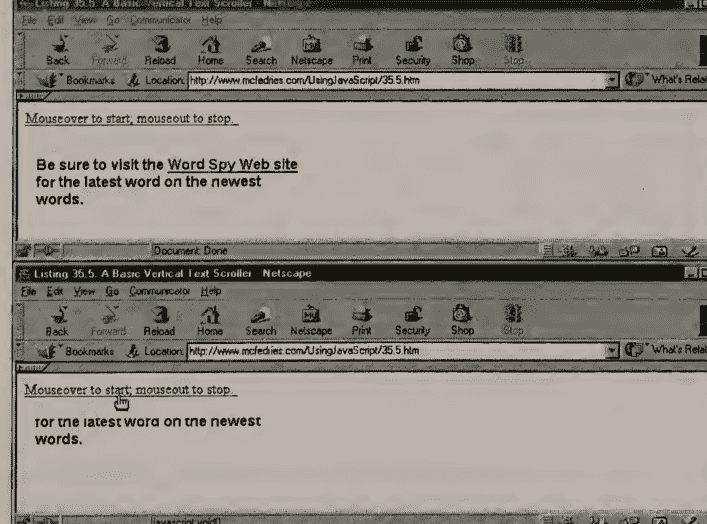 Listing 35.5. A Basic Vertical Text Scroller - Netscape
File Edit View Go Communicator Help
Back Forward Reload Home Search Netscape Print Security Shop Stop
Bookmarks Location: http://www.mcfedries.com/UsingJavaScript/35.5.htm What's Rela
Mouseover to start, mouseout to stop.
Be sure to visit the Word Spy Web site
for the latest word on the newest
words.
Document: Done
Listing 35.5. A Basic Vertical Text Scroller - Netscape
File Edit View Go Communicator Help
Back Forward Reload Home Search Netscape Print Security Shop Stop
Bookmarks Location: http://www.mcfedries.com/UsingJavaScript/35.5.htm What's Relat
Mouseover to start, mouseout to stop.
for the latest word on the newest
words.
javascript:void()